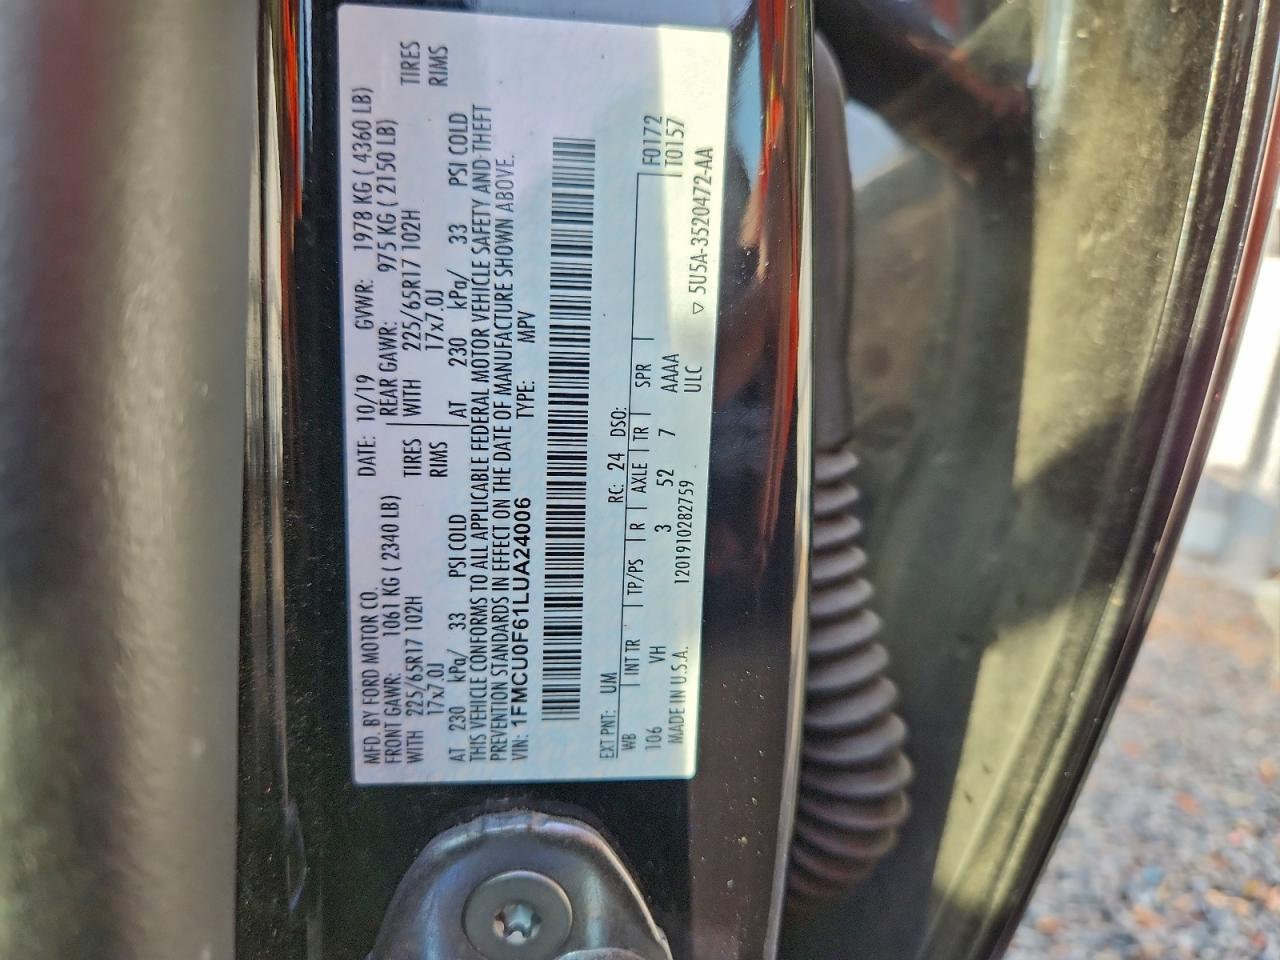 MFD. BY FORD MOTOR CO.
DATE: 10/19 GVWR: 1978 KG ( 4360 LB)
FRONT GAWR: 1061 KG ( 2340 LB) REAR GAWR: 975 KG ( 2150 LB)
WITH 225/65R17 102H TIRES WITH 225/65R17 102H TIRES
17x7.0J RIMS 17x7.0J RIMS
AT 230 kPa/ 33 PSI COLD AT 230 kPa/ 33 PSI COLD
THIS VEHICLE CONFORMS TO ALL APPLICABLE FEDERAL MOTOR VEHICLE SAFETY AND THEFT
PREVENTION STANDARDS IN EFFECT ON THE DATE OF MANUFACTURE SHOWN ABOVE.
VIN: 1FMCU0F61LUA24006 TYPE: MPV
EXT PNT: UM RC: 24 DSO: F0172
WB INT TR TP/PS R AXLE TR SPR T0157
106 VH 3 52 7 AAAA
MADE IN U.S.A. 1201910282759 ULC ▽ 5U5A-3520472-AA